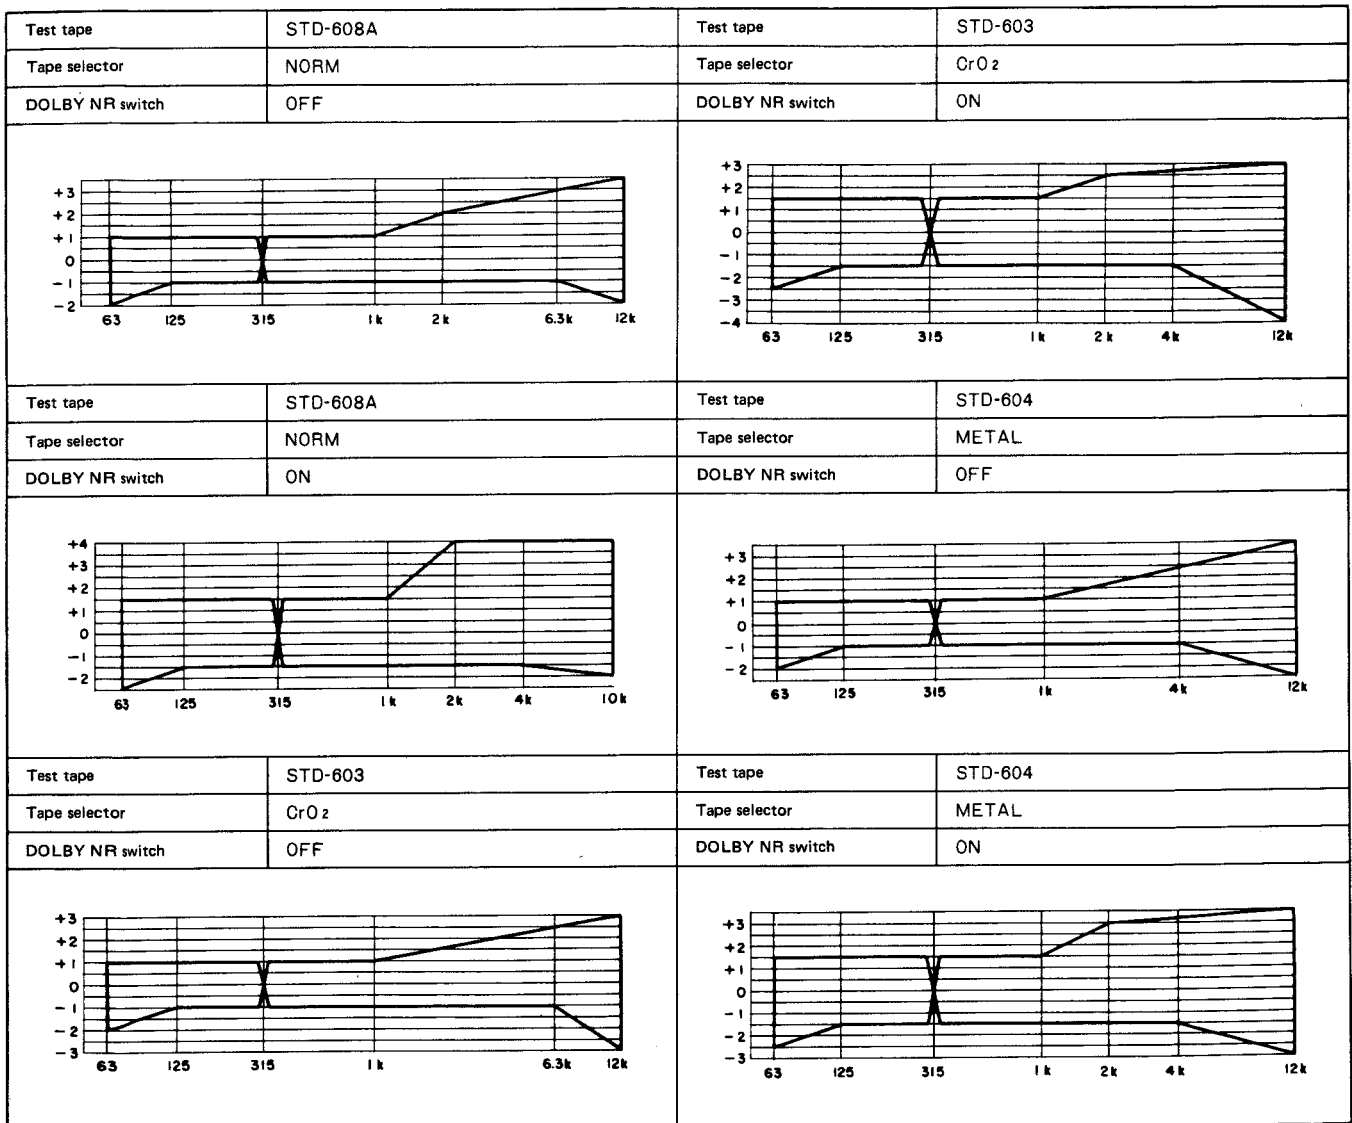 Test tape STD-608A
Tape selector NORM
DOLBY NR switch OFF
+3
+2
+1
0
-1
-2
63 125 315 1k 2k 6.3k 12k
Test tape STD-603
Tape selector CrO2
DOLBY NR switch ON
+3
+2
+1
0
-1
-2
-3
-4
63 125 315 1k 2k 4k 12k
Test tape STD-608A
Tape selector NORM
DOLBY NR switch ON
+4
+3
+2
+1
0
-1
-2
63 125 315 1k 2k 4k 10k
Test tape STD-604
Tape selector METAL
DOLBY NR switch OFF
+3
+2
+1
0
-1
-2
63 125 315 1k 4k 12k
Test tape STD-603
Tape selector CrO2
DOLBY NR switch OFF
+3
+2
+1
0
-1
-2
-3
63 125 315 1k 6.3k 12k
Test tape STD-604
Tape selector METAL
DOLBY NR switch ON
+3
+2
+1
0
-1
-2
-3
63 125 315 1k 2k 4k 12k